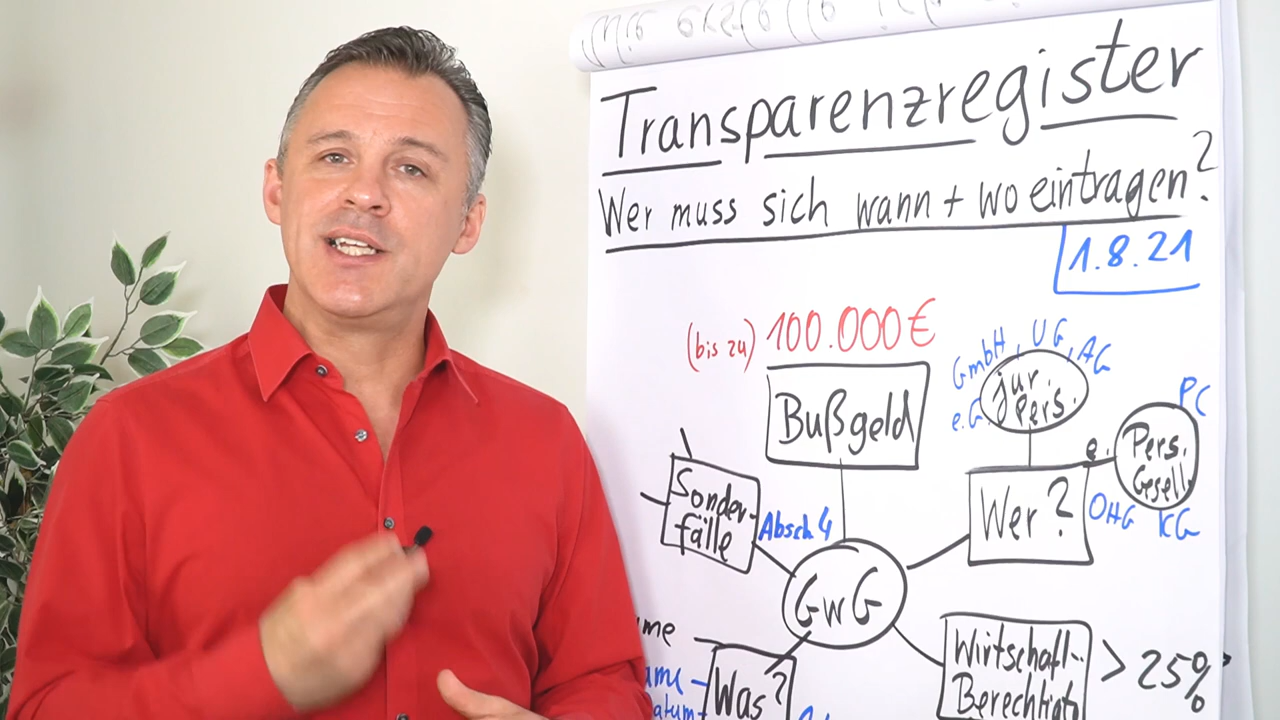 Transparenzregister
Wer muss sich wann + wo eintragen?
1.8.21
(bis zu) 100.000€
Bußgeld
GmbH, UG, AG
e.G.
jur.
Pers.
PG
e. Pers.
Gesell.
OHG KG
Wer?
Sonder-
fälle
Absch. 4
GwG
Wirtschaftl.
Berechtigt
> 25%
Was?